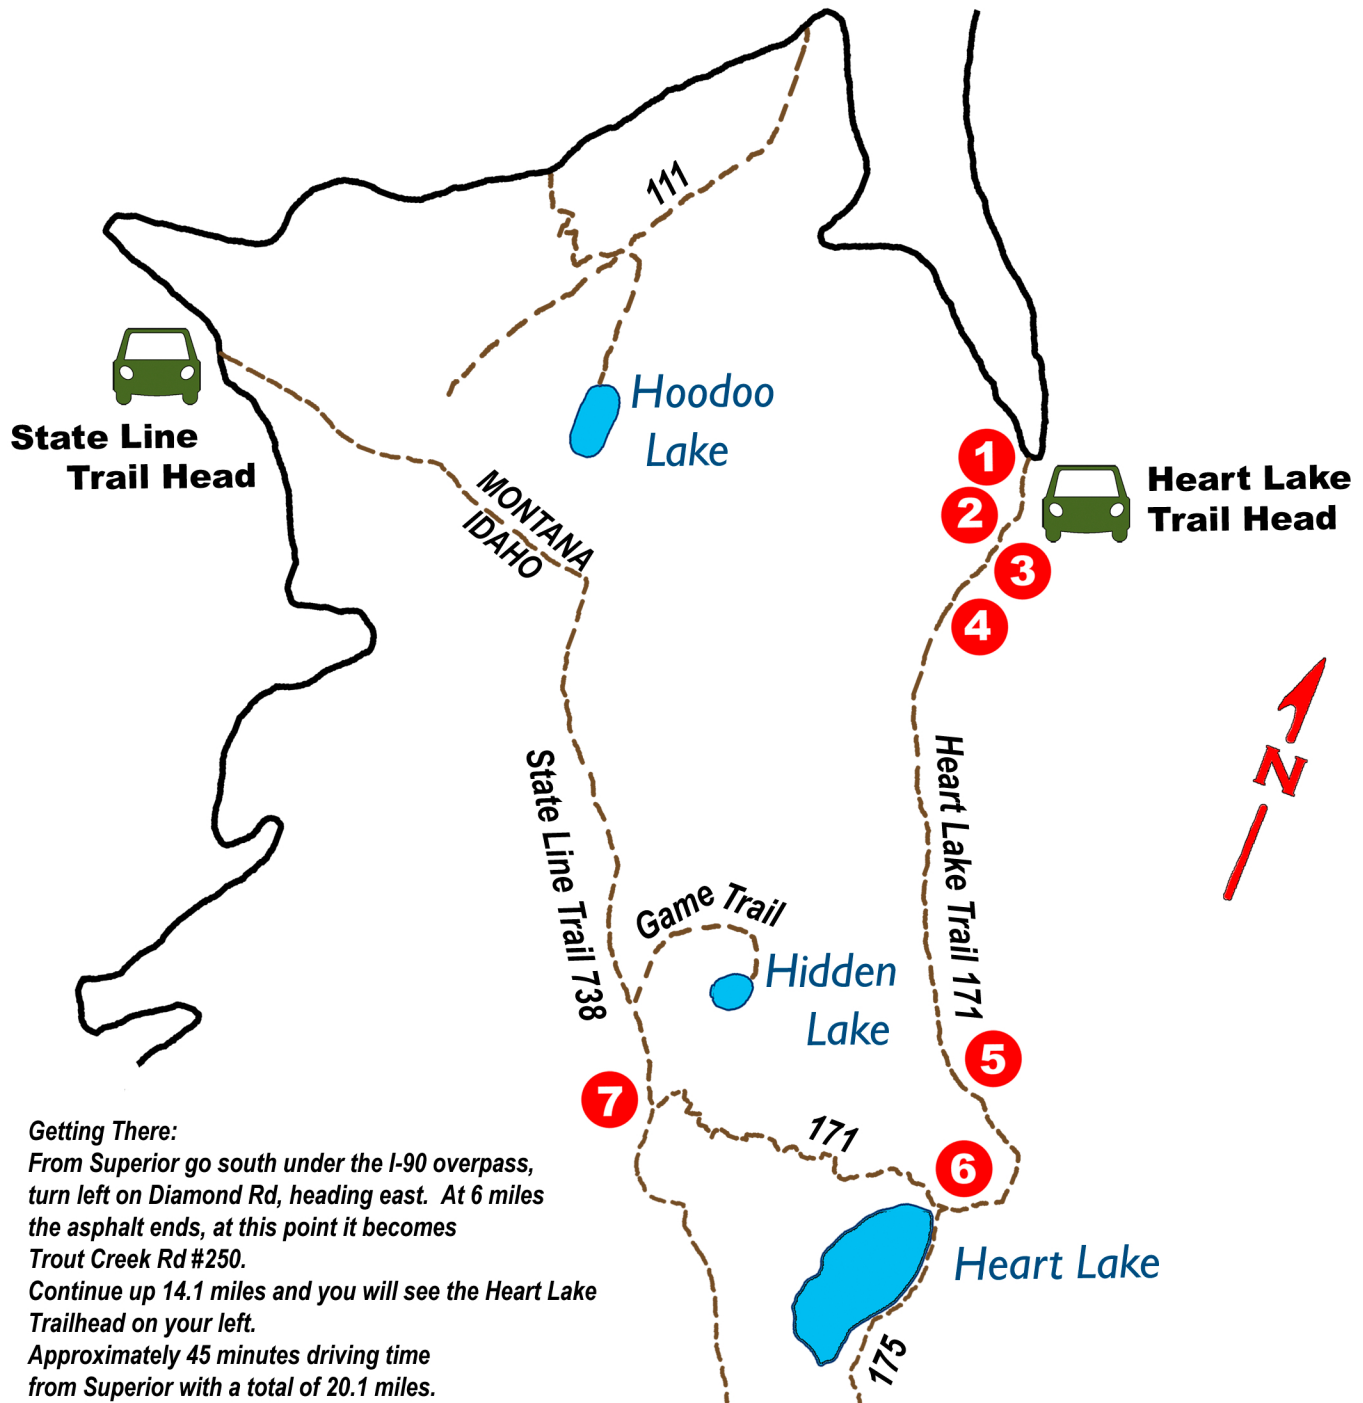 111
Hoodoo
Lake
State Line
Trail Head
MONTANA
IDAHO
1
2
3
4
Heart Lake
Trail Head
N
State Line Trail 738
Heart Lake Trail 171
Game Trail
Hidden
Lake
5
6
7
171
Heart Lake
175
Getting There:
From Superior go south under the I-90 overpass,
turn left on Diamond Rd, heading east. At 6 miles
the asphalt ends, at this point it becomes
Trout Creek Rd #250.
Continue up 14.1 miles and you will see the Heart Lake
Trailhead on your left.
Approximately 45 minutes driving time
from Superior with a total of 20.1 miles.